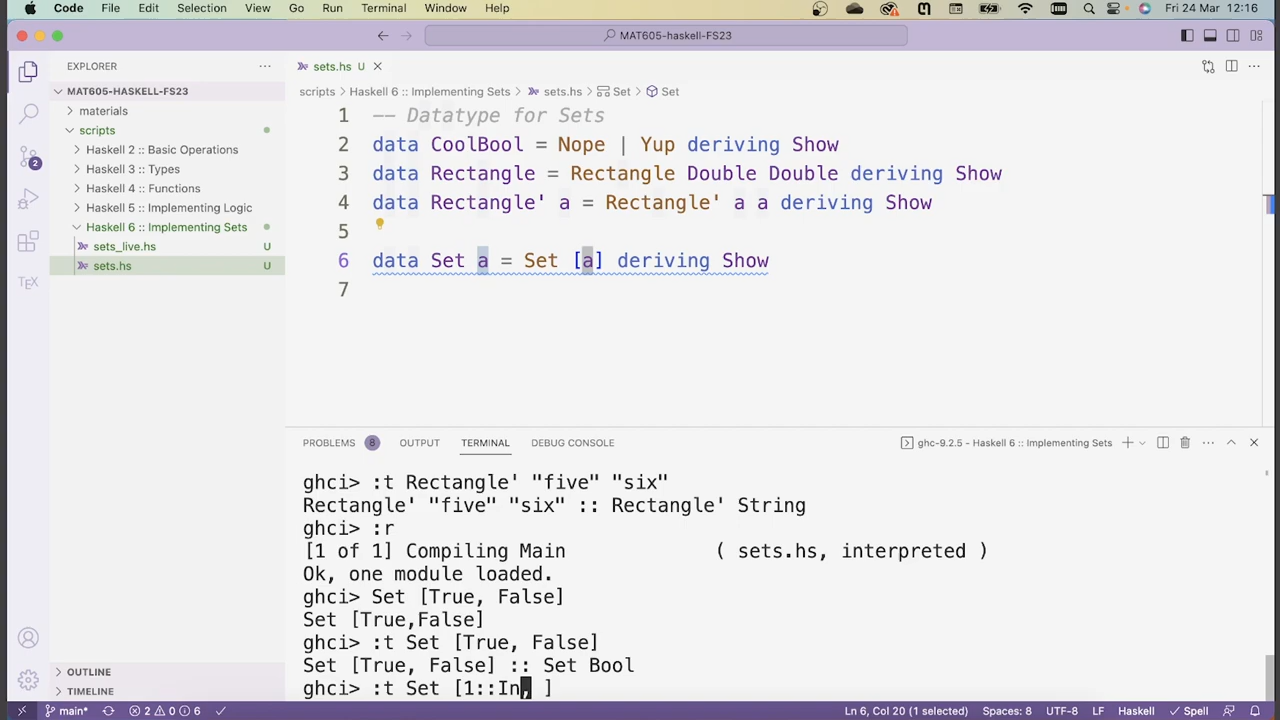 Code File Edit Selection View Go Run Terminal Window Help Fri 24 Mar 12:16
MAT605-haskell-FS23
EXPLORER
MAT605-HASKELL-FS23
materials
scripts
Haskell 2 :: Basic Operations
Haskell 3 :: Types
Haskell 4 :: Functions
Haskell 5 :: Implementing Logic
Haskell 6 :: Implementing Sets
sets_live.hs U
sets.hs U
OUTLINE
TIMELINE
2
TEX
sets.hs U
scripts > Haskell 6 :: Implementing Sets > sets.hs > Set > Set
1 -- Datatype for Sets
2 data CoolBool = Nope | Yup deriving Show
3 data Rectangle = Rectangle Double Double deriving Show
4 data Rectangle' a = Rectangle' a a deriving Show
5
6 data Set a = Set [a] deriving Show
7
PROBLEMS 8 OUTPUT TERMINAL DEBUG CONSOLE ghc-9.2.5 - Haskell 6 :: Implementing Sets
ghci> :t Rectangle' "five" "six"
Rectangle' "five" "six" :: Rectangle' String
ghci> :r
[1 of 1] Compiling Main ( sets.hs, interpreted )
Ok, one module loaded.
ghci> Set [True, False]
Set [True,False]
ghci> :t Set [True, False]
Set [True, False] :: Set Bool
ghci> :t Set [1::In, ]
main* 2 0 6 Ln 6, Col 20 (1 selected) Spaces: 8 UTF-8 LF Haskell Spell